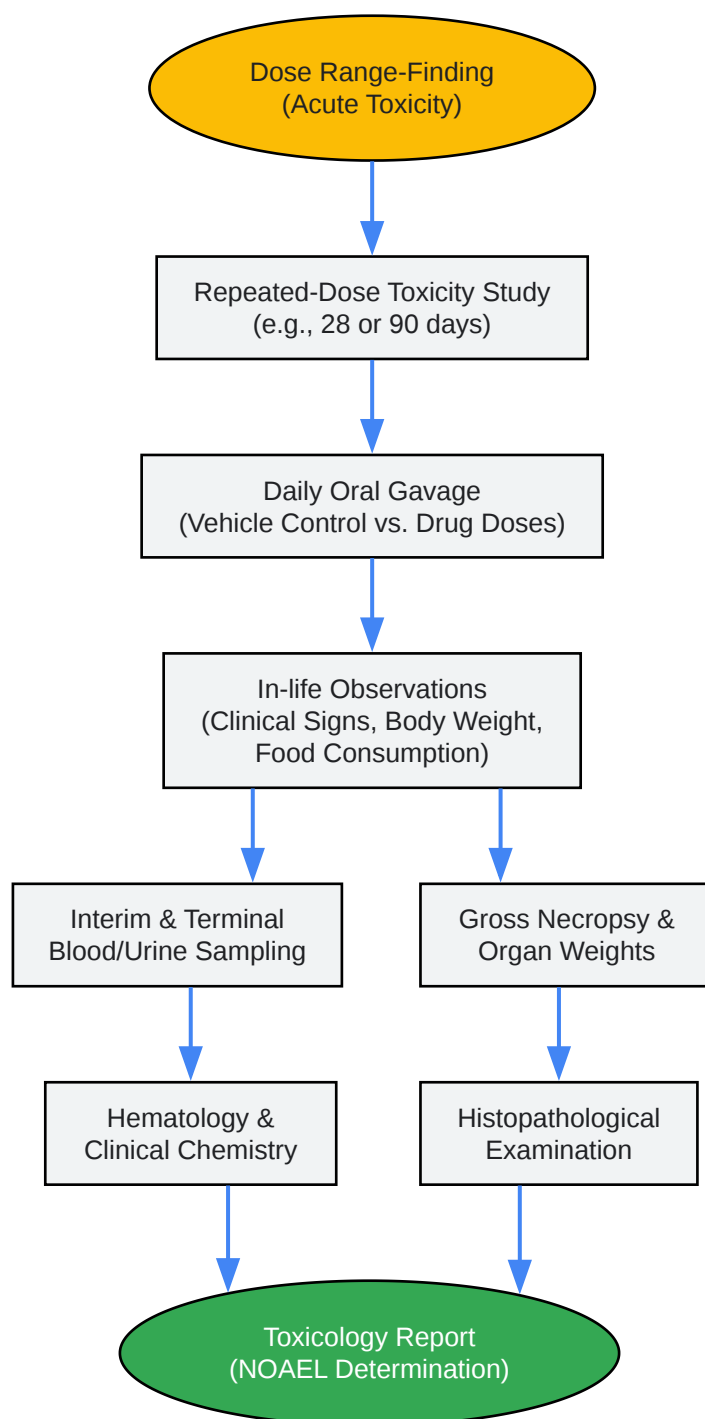 Dose Range-Finding
(Acute Toxicity)
Repeated-Dose Toxicity Study
(e.g., 28 or 90 days)
Daily Oral Gavage
(Vehicle Control vs. Drug Doses)
In-life Observations
(Clinical Signs, Body Weight,
Food Consumption)
Interim & Terminal
Blood/Urine Sampling
Gross Necropsy &
Organ Weights
Hematology &
Clinical Chemistry
Histopathological
Examination
Toxicology Report
(NOAEL Determination)